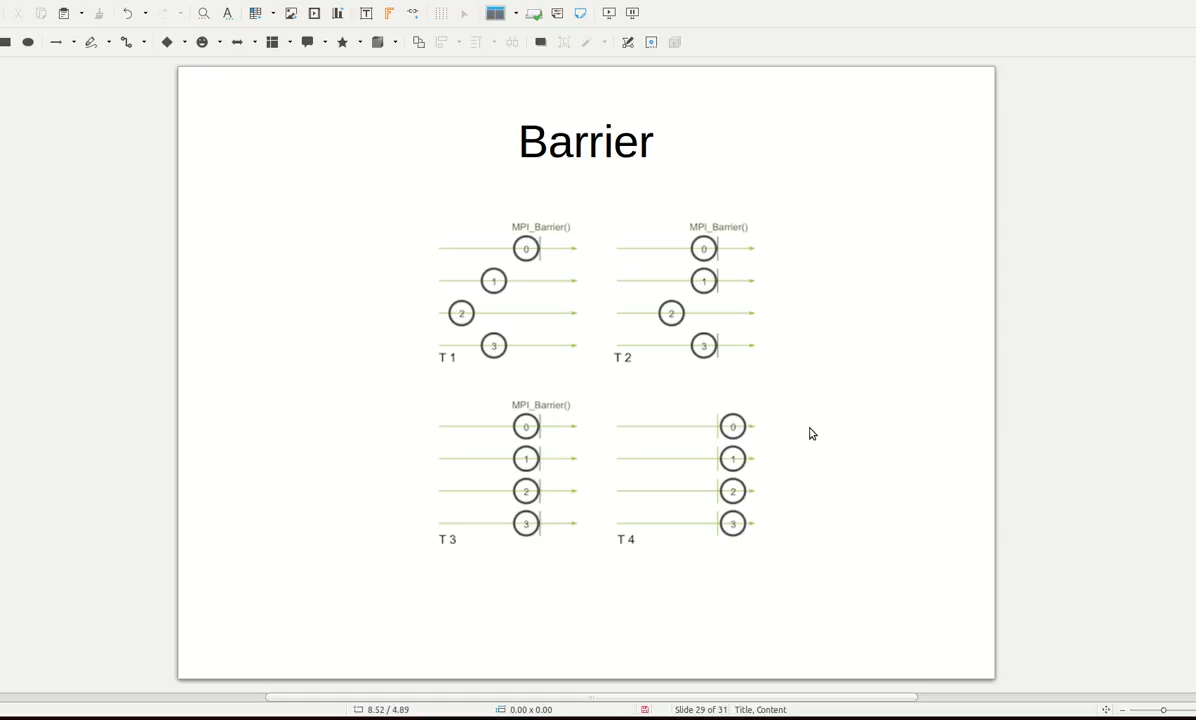 Barrier
MPI_Barrier()
0
1
2
3
T 1
MPI_Barrier()
0
1
2
3
T 2
MPI_Barrier()
0
1
2
3
T 3
0
1
2
3
T 4
8.52 / 4.89
0.00 x 0.00
Slide 29 of 31
Title, Content